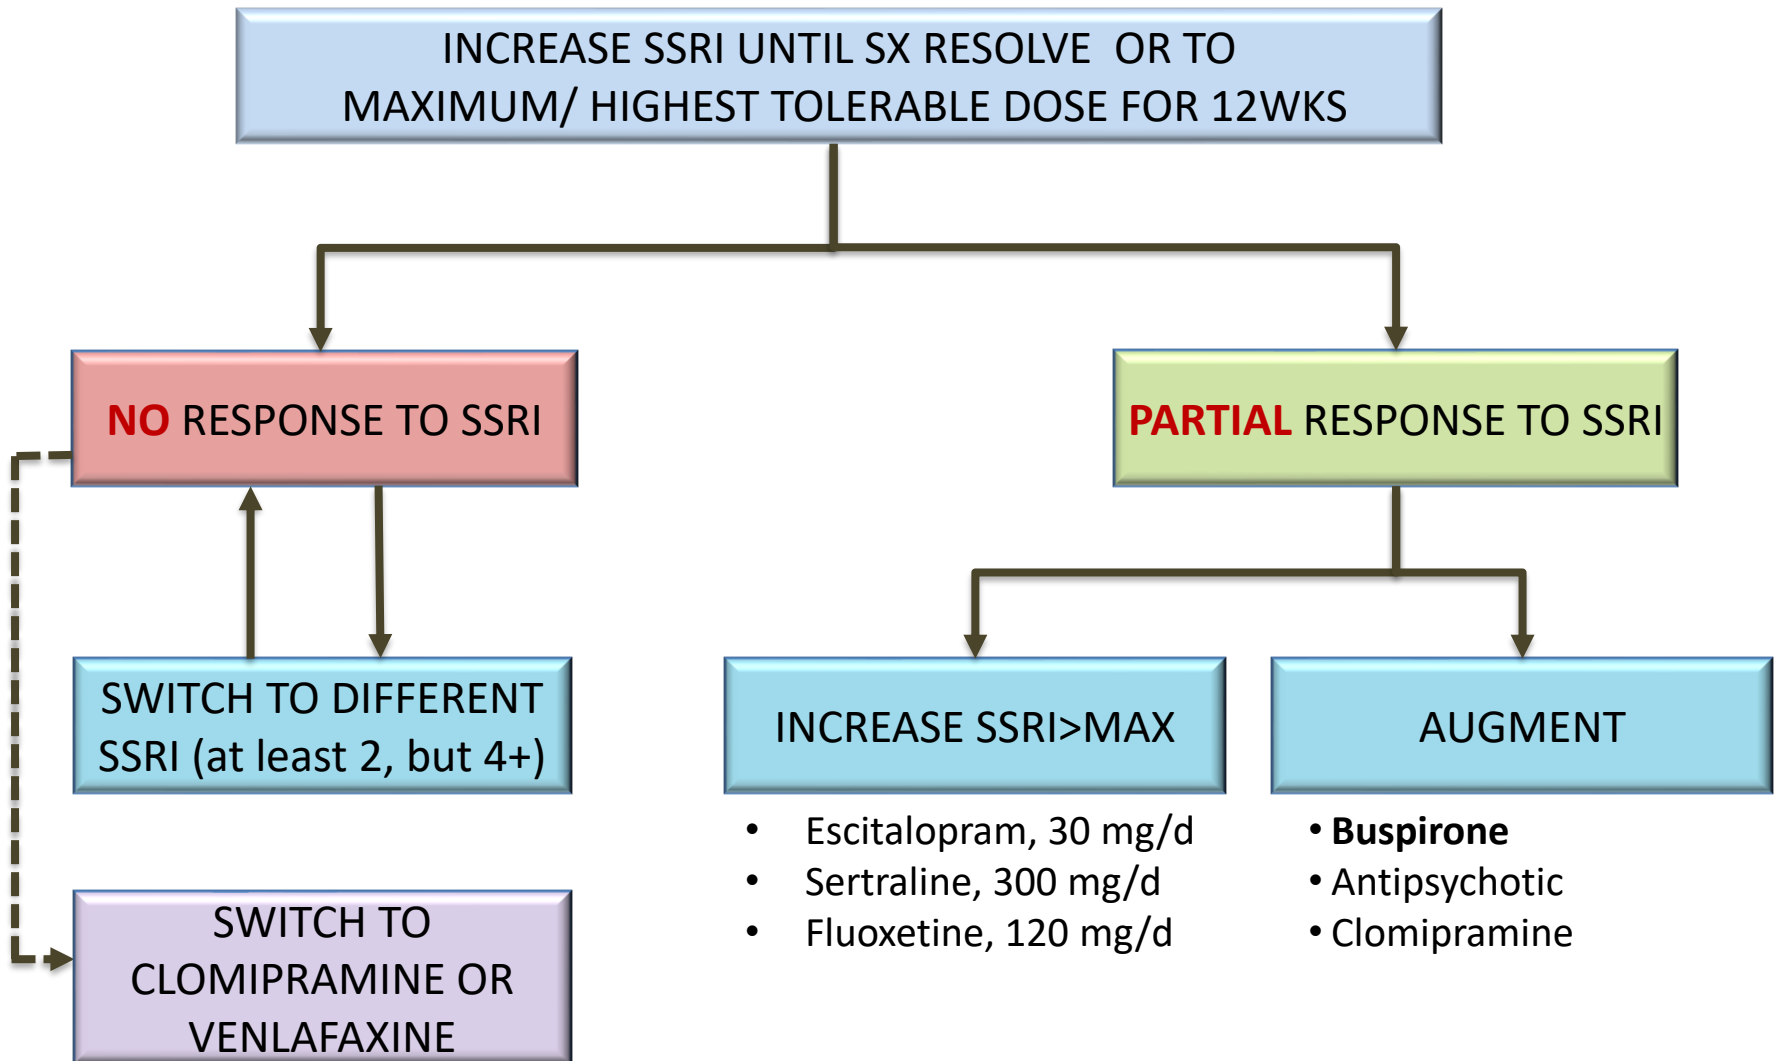 INCREASE SSRI UNTIL SX RESOLVE OR TO
MAXIMUM/ HIGHEST TOLERABLE DOSE FOR 12WKS
NO RESPONSE TO SSRI
PARTIAL RESPONSE TO SSRI
SWITCH TO DIFFERENT
SSRI (at least 2, but 4+)
INCREASE SSRI>MAX
AUGMENT
• Escitalopram, 30 mg/d
• Sertraline, 300 mg/d
• Fluoxetine, 120 mg/d
• Buspirone
• Antipsychotic
• Clomipramine
SWITCH TO
CLOMIPRAMINE OR
VENLAFAXINE